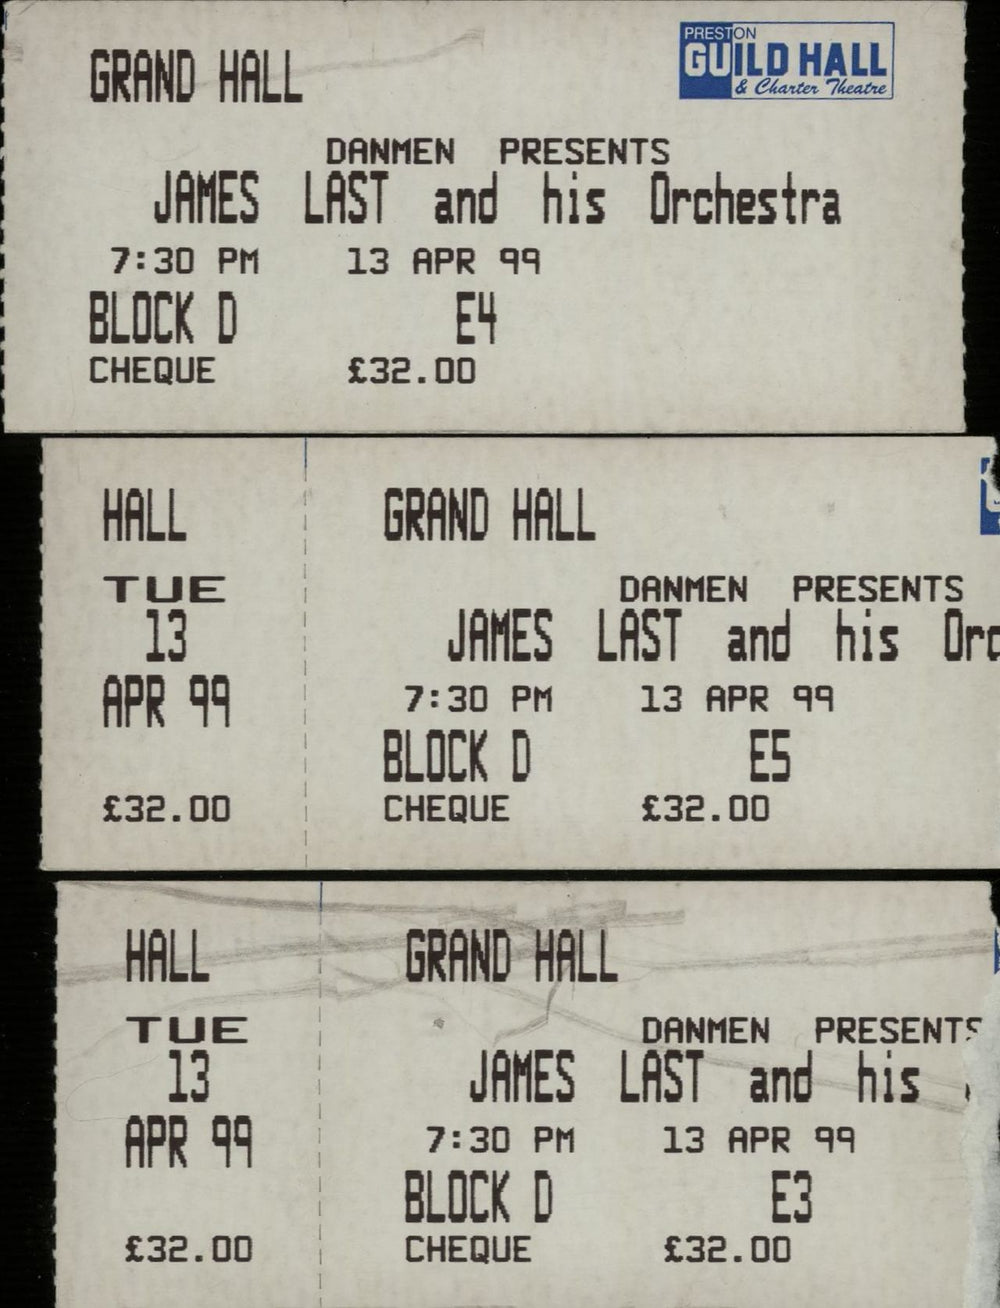 GRAND HALL
PRESTON
GUILD HALL
& Charter Theatre
DANMEN PRESENTS
JAMES LAST and his Orchestra
7:30 PM 13 APR 99
BLOCK D E4
CHEQUE £32.00
HALL
TUE
13
APR 99
£32.00
GRAND HALL
DANMEN PRESENTS
JAMES LAST and his Orc
7:30 PM 13 APR 99
BLOCK D E5
CHEQUE £32.00
HALL
TUE
13
APR 99
£32.00
GRAND HALL
DANMEN PRESENTS
JAMES LAST and his
7:30 PM 13 APR 99
BLOCK D E3
CHEQUE £32.00